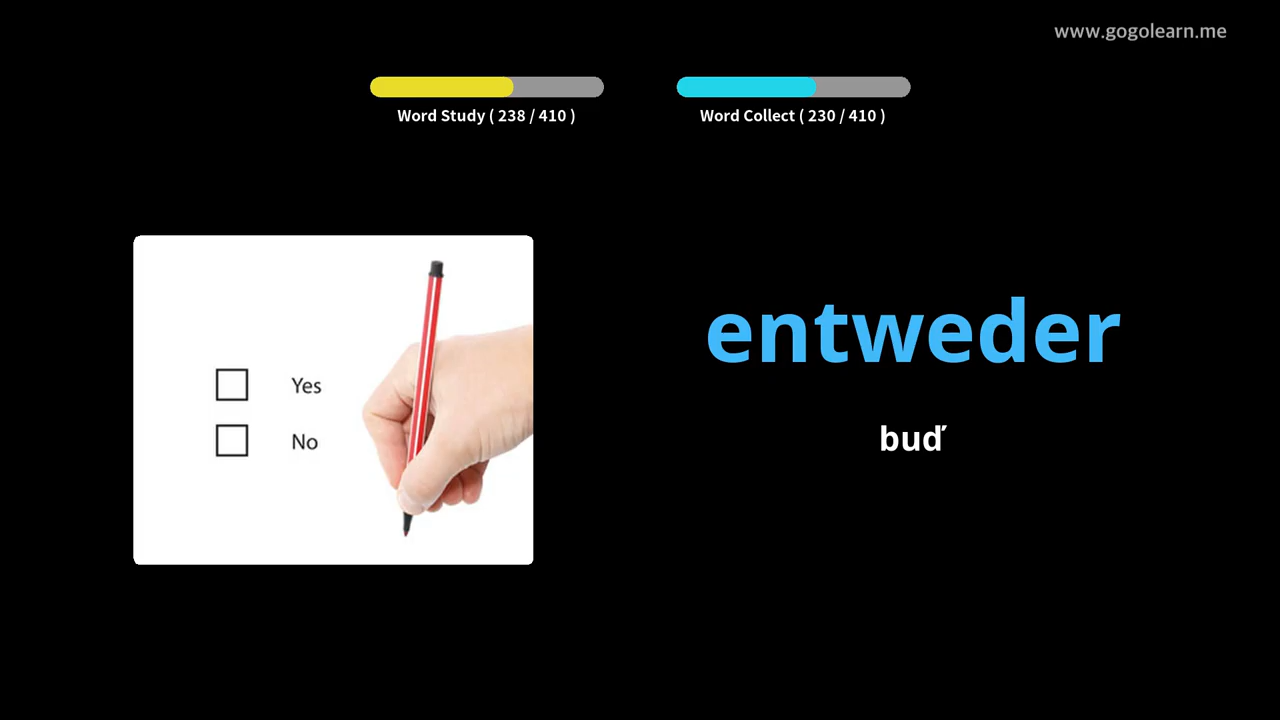 www.gogolearn.me
Word Study ( 238 / 410 )
Word Collect ( 230 / 410 )
Yes
No
entweder
buď